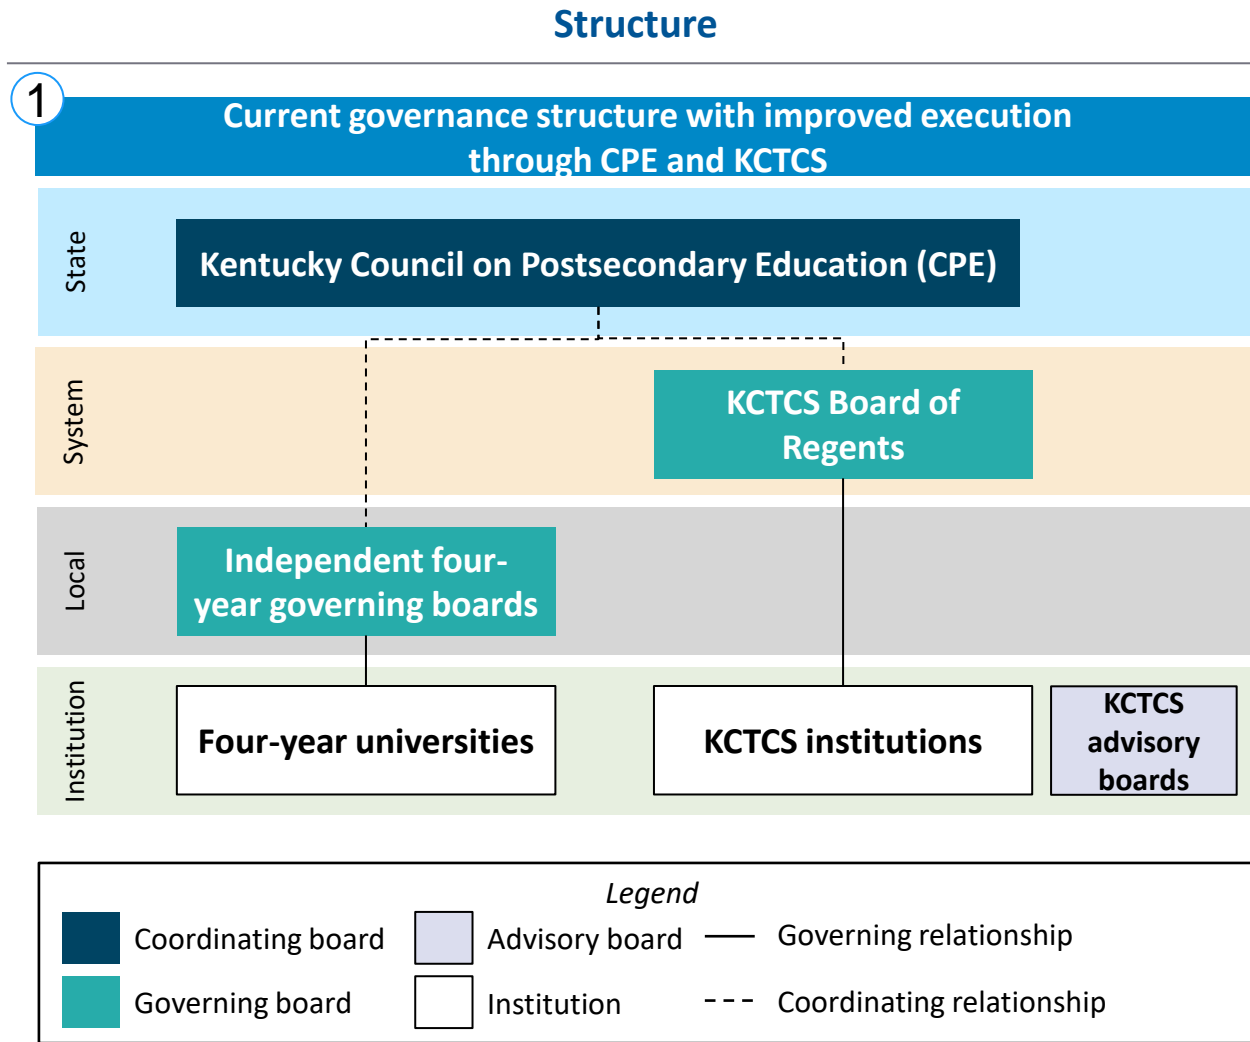 Structure
1
Current governance structure with improved execution
through CPE and KCTCS
State
Kentucky Council on Postsecondary Education (CPE)
System
KCTCS Board of
Regents
Local
Independent four-
year governing boards
Institution
Four-year universities
KCTCS institutions
KCTCS
advisory
boards
Legend
Coordinating board
Advisory board
Governing relationship
Governing board
Institution
Coordinating relationship